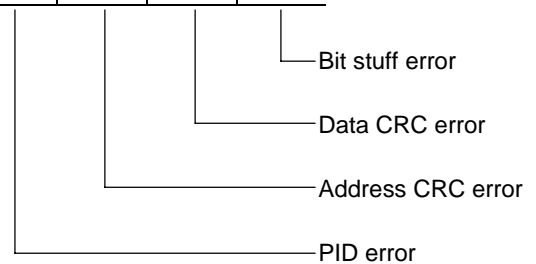 Bit stuff error
Data CRC error
Address CRC error
PID error